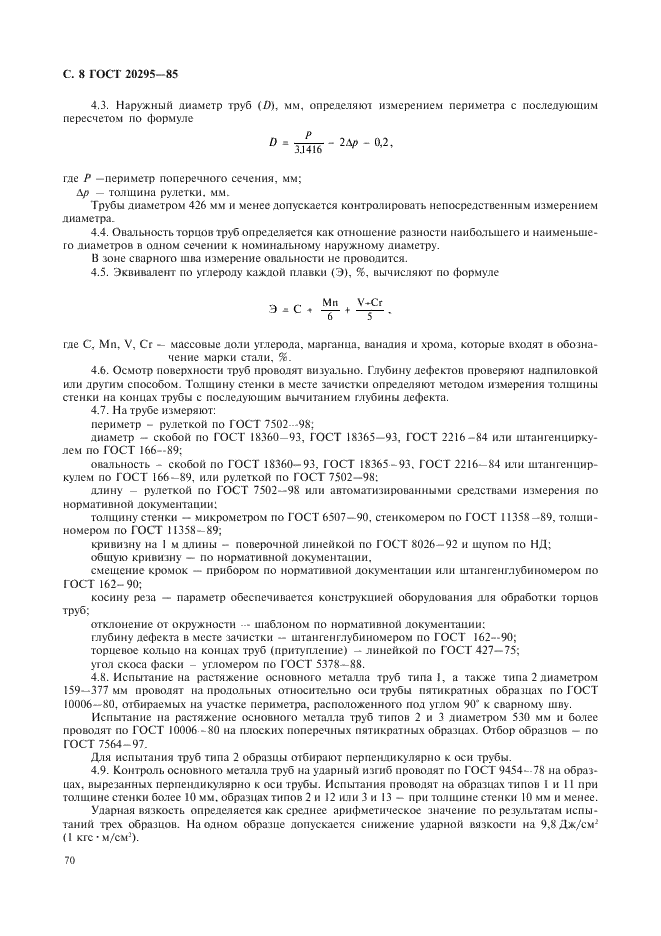 С. 8 ГОСТ 20295—85
4.3. Наружный диаметр труб (D), мм, определяют измерением периметра с последующим
пересчетом по формуле
D = P / 3,1416 − 2Δp − 0,2,
где P —периметр поперечного сечения, мм;
Δp — толщина рулетки, мм.
Трубы диаметром 426 мм и менее допускается контролировать непосредственным измерением
диаметра.
4.4. Овальность торцов труб определяется как отношение разности наибольшего и наименьше-
го диаметров в одном сечении к номинальному наружному диаметру.
В зоне сварного шва измерение овальности не проводится.
4.5. Эквивалент по углероду каждой плавки (Э), %, вычисляют по формуле
Э = C + Mn / 6 + V+Cr / 5 ,
где C, Mn, V, Cr — массовые доли углерода, марганца, ванадия и хрома, которые входят в обозна-
чение марки стали, %.
4.6. Осмотр поверхности труб проводят визуально. Глубину дефектов проверяют надпиловкой
или другим способом. Толщину стенки в месте зачистки определяют методом измерения толщины
стенки на концах трубы с последующим вычитанием глубины дефекта.
4.7. На трубе измеряют:
периметр – рулеткой по ГОСТ 7502—98;
диаметр — скобой по ГОСТ 18360—93, ГОСТ 18365—93, ГОСТ 2216—84 или штангенцирку-
лем по ГОСТ 166—89;
овальность – скобой по ГОСТ 18360—93, ГОСТ 18365—93, ГОСТ 2216—84 или штангенцир-
кулем по ГОСТ 166—89, или рулеткой по ГОСТ 7502—98;
длину – рулеткой по ГОСТ 7502—98 или автоматизированными средствами измерения по
нормативной документации;
толщину стенки — микрометром по ГОСТ 6507—90, стенкомером по ГОСТ 11358—89, толщи-
номером по ГОСТ 11358—89;
кривизну на 1 м длины – поверочной линейкой по ГОСТ 8026—92 и щупом по НД;
общую кривизну — по нормативной документации,
смещение кромок — прибором по нормативной документации или штангенглубиномером по
ГОСТ 162—90;
косину реза — параметр обеспечивается конструкцией оборудования для обработки торцов
труб;
отклонение от окружности — шаблоном по нормативной документации;
глубину дефекта в месте зачистки — штангенглубиномером по ГОСТ 162—90;
торцевое кольцо на концах труб (притупление) — линейкой по ГОСТ 427—75;
угол скоса фаски – угломером по ГОСТ 5378—88.
4.8. Испытание на растяжение основного металла труб типа 1, а также типа 2 диаметром
159—377 мм проводят на продольных относительно оси трубы пятикратных образцах по ГОСТ
10006—80, отбираемых на участке периметра, расположенного под углом 90° к сварному шву.
Испытание на растяжение основного металла труб типов 2 и 3 диаметром 530 мм и более
проводят по ГОСТ 10006—80 на плоских поперечных пятикратных образцах. Отбор образцов — по
ГОСТ 7564—97.
Для испытания труб типа 2 образцы отбирают перпендикулярно к оси трубы.
4.9. Контроль основного металла труб на ударный изгиб проводят по ГОСТ 9454—78 на образ-
цах, вырезанных перпендикулярно к оси трубы. Испытания проводят на образцах типов 1 и 11 при
толщине стенки более 10 мм, образцах типов 2 и 12 или 3 и 13 — при толщине стенки 10 мм и менее.
Ударная вязкость определяется как среднее арифметическое значение по результатам испы-
таний трех образцов. На одном образце допускается снижение ударной вязкости на 9,8 Дж/см²
(1 кгс · м/см²).
70